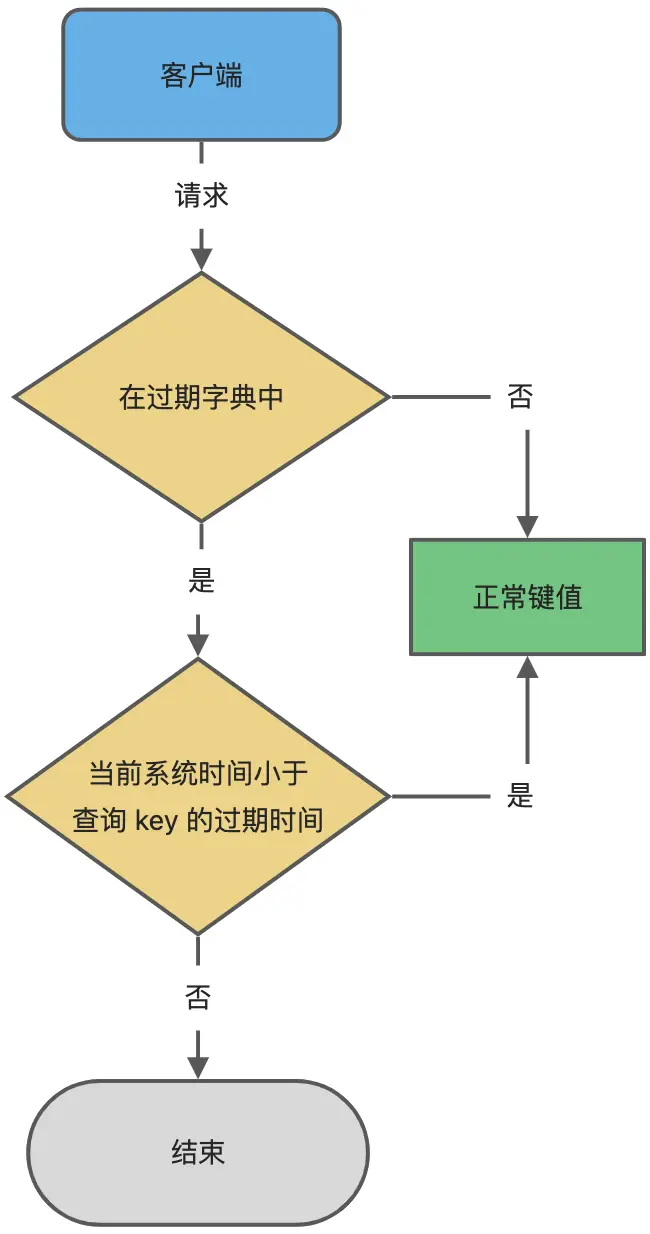 客户端
请求
在过期字典中
否
是
正常键值
当前系统时间小于
查询 key 的过期时间
是
否
结束